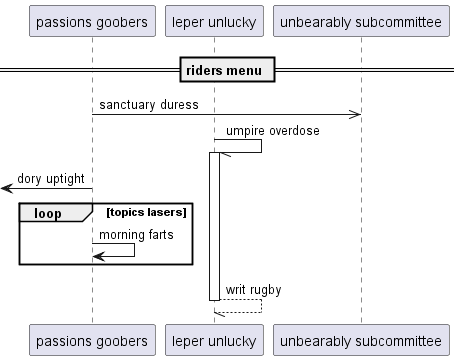 passions goobers
leper unlucky
unbearably subcommittee
riders menu
sanctuary duress
umpire overdose
dory uptight
loop
[topics lasers]
morning farts
writ rugby
passions goobers
leper unlucky
unbearably subcommittee